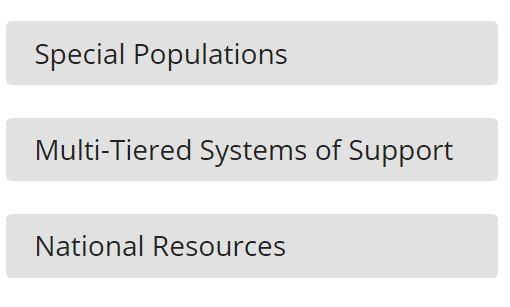 Special Populations
Multi-Tiered Systems of Support
National Resources